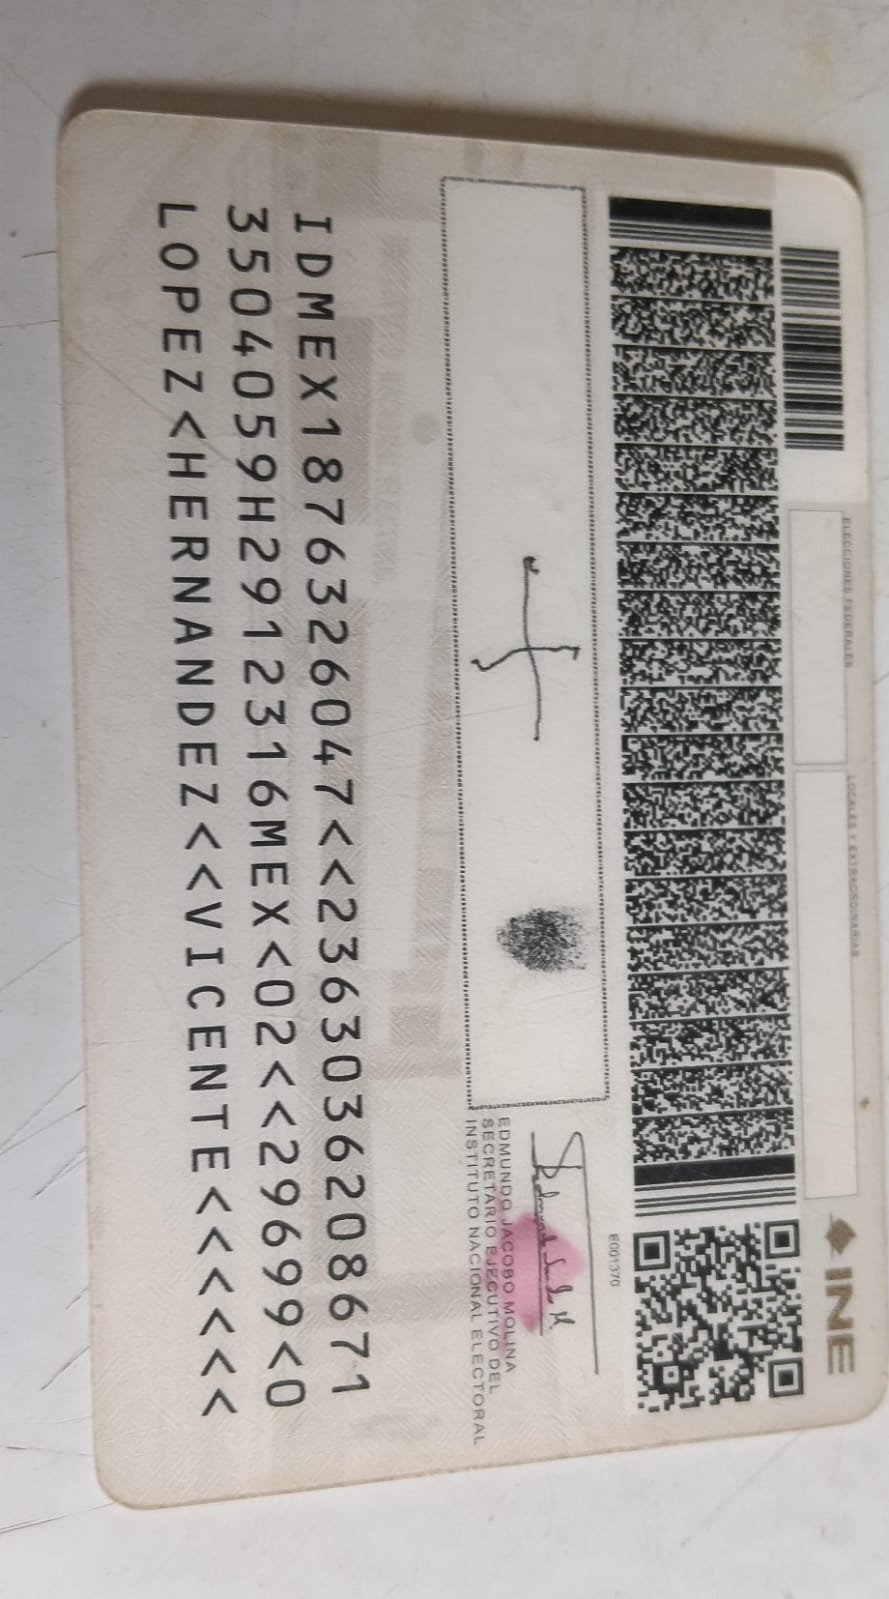 ELECCIONES FEDERALES
LOCALES Y EXTRAORDINARIAS
INE
E001370
EDMUNDO JACOBO MOLINA
SECRETARIO EJECUTIVO DEL
INSTITUTO NACIONAL ELECTORAL
IDMEX1876326047<<2363036208671
3504059H2912316MEX<02<<29699<0
LOPEZ<HERNANDEZ<<VICENTE<<<<<<